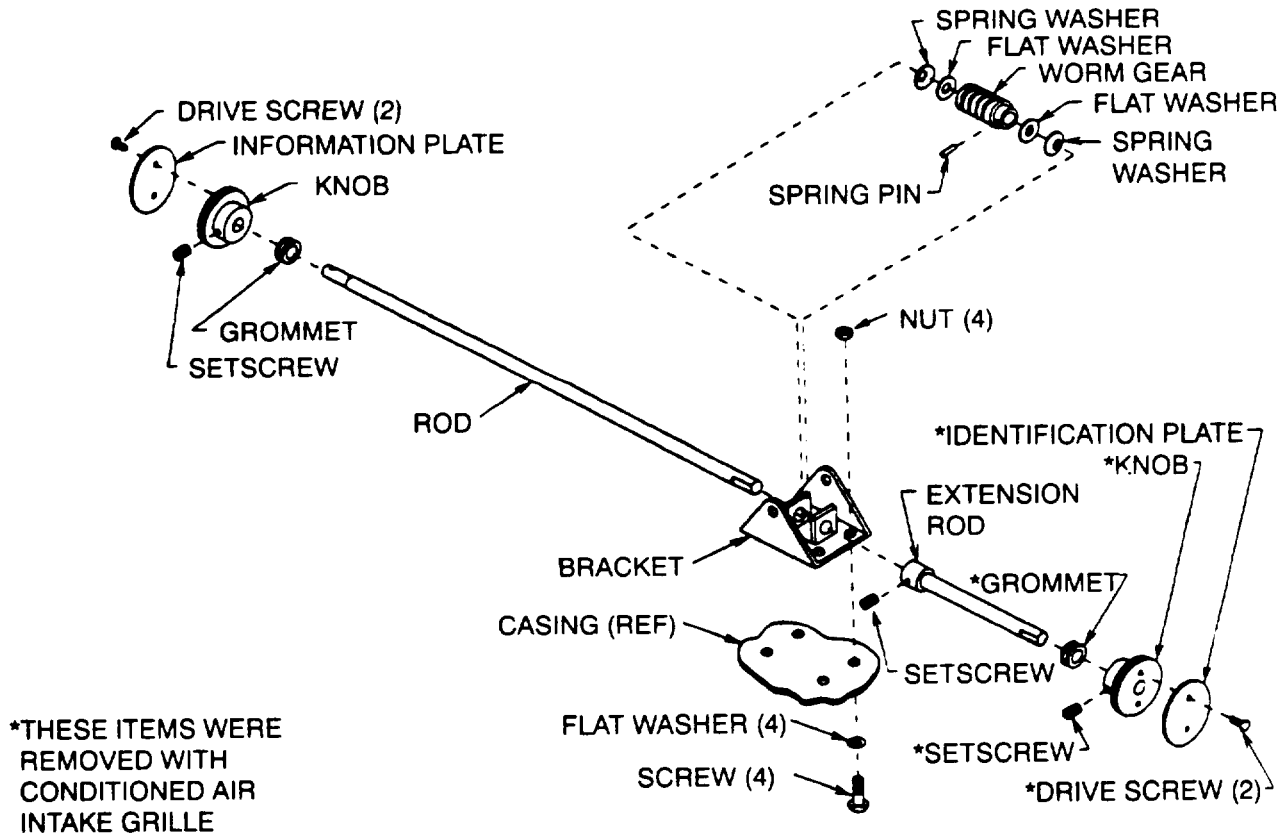 SPRING WASHER
FLAT WASHER
WORM GEAR
FLAT WASHER
SPRING
WASHER
SPRING PIN
DRIVE SCREW (2)
INFORMATION PLATE
KNOB
GROMMET
SETSCREW
ROD
NUT (4)
*IDENTIFICATION PLATE
*KNOB
EXTENSION
ROD
BRACKET
*GROMMET
CASING (REF)
SETSCREW
FLAT WASHER (4)
*SETSCREW
SCREW (4)
*DRIVE SCREW (2)
*THESE ITEMS WERE
REMOVED WITH
CONDITIONED AIR
INTAKE GRILLE